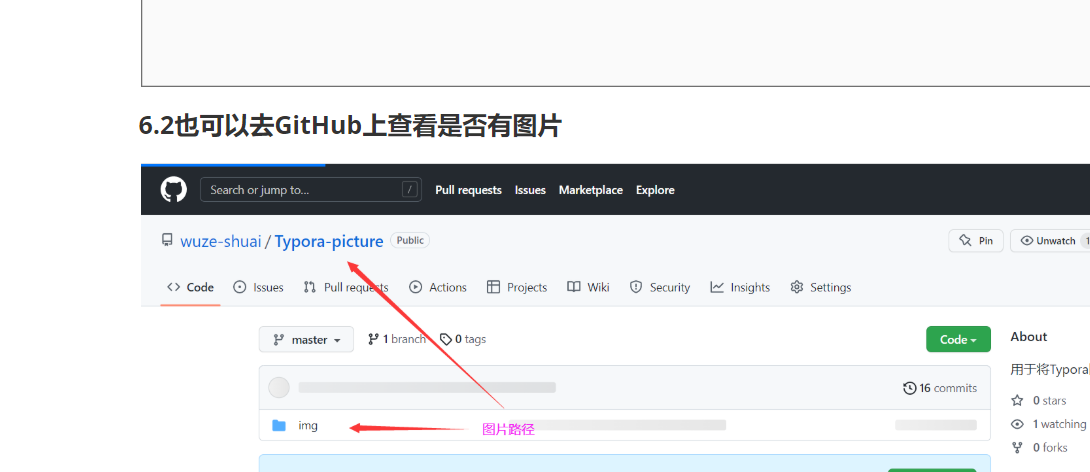 6.2也可以去GitHub上查看是否有图片
Search or jump to... / Pull requests Issues Marketplace Explore
wuze-shuai / Typora-picture Public Pin Unwatch 1
Code Issues Pull requests Actions Projects Wiki Security Insights Settings
master 1 branch 0 tags Code About
用于将Typora
16 commits
0 stars
img 图片路径
1 watching
0 forks